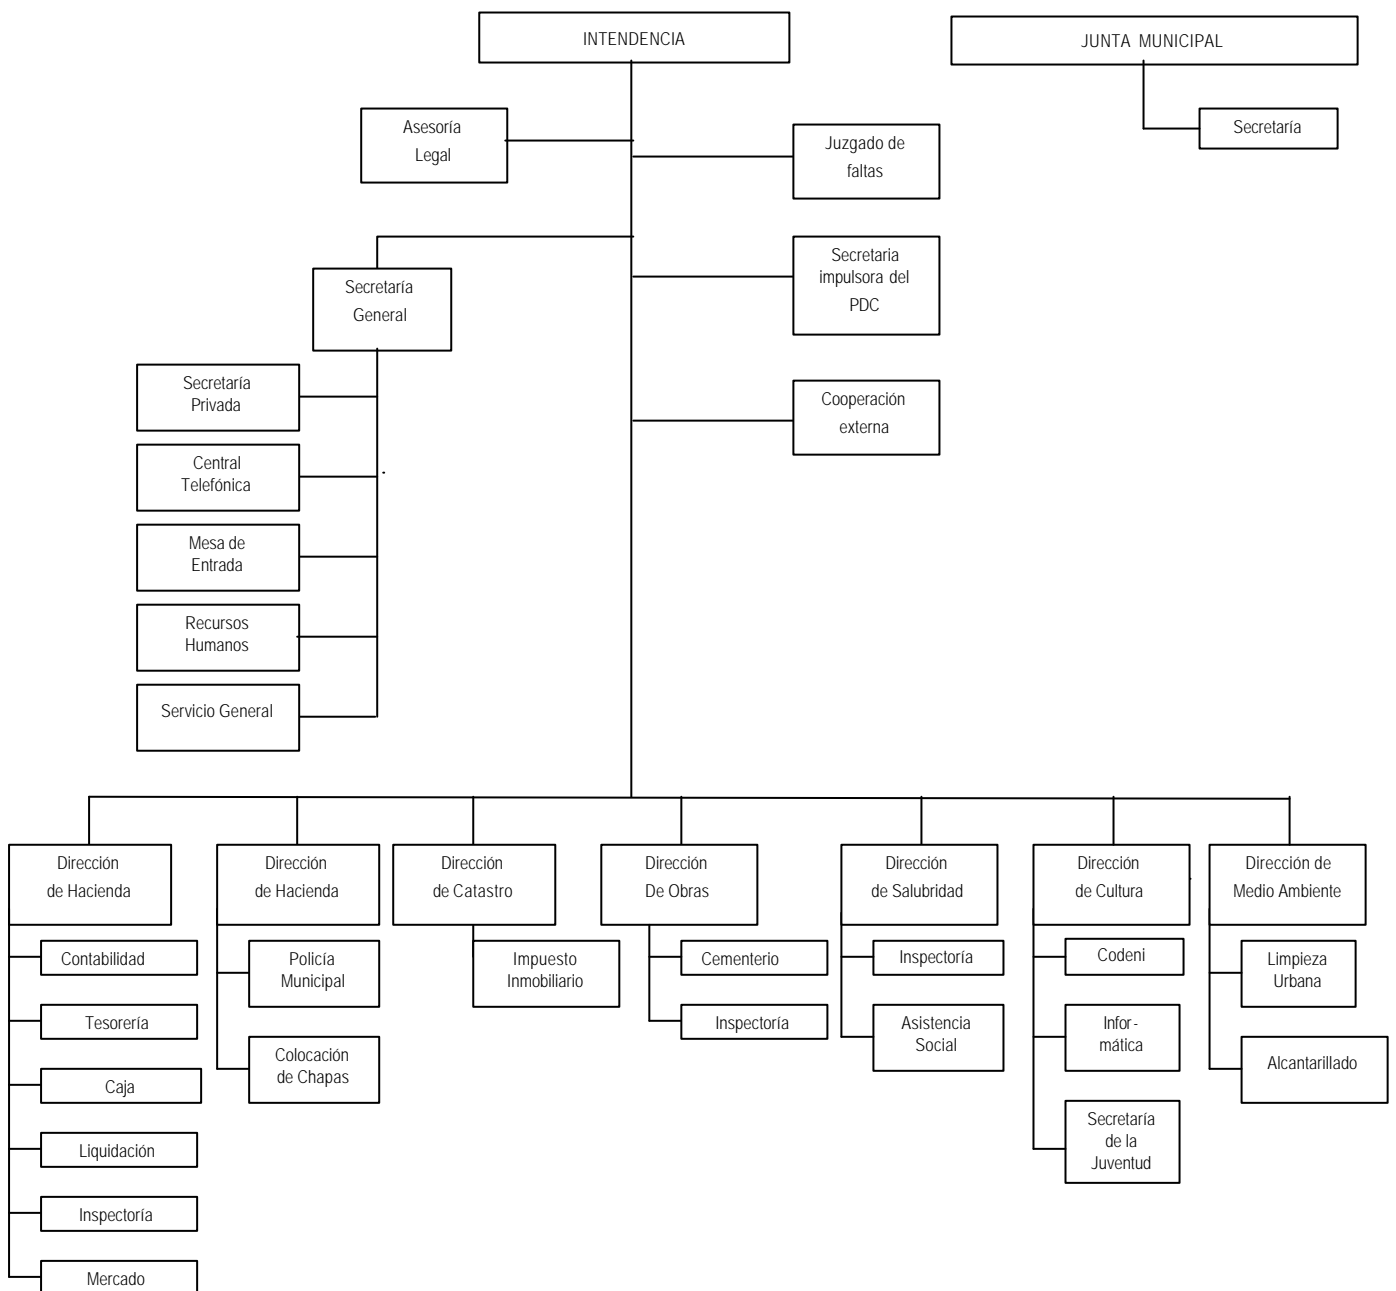 INTENDENCIA
JUNTA MUNICIPAL
Asesoría
Legal
Juzgado de
faltas
Secretaría
Secretaría
General
Secretaria
impulsora del
PDC
Secretaría
Privada
Cooperación
externa
Central
Telefónica
Mesa de
Entrada
Recursos
Humanos
Servicio General
Dirección
de Hacienda
Dirección
de Hacienda
Dirección
de Catastro
Dirección
De Obras
Dirección
de Salubridad
Dirección
de Cultura
Dirección de
Medio Ambiente
Contabilidad
Tesorería
Caja
Liquidación
Inspectoría
Mercado
Policía
Municipal
Colocación
de Chapas
Impuesto
Inmobiliario
Cementerio
Inspectoría
Inspectoría
Asistencia
Social
Codeni
Infor-
mática
Secretaría
de la
Juventud
Limpieza
Urbana
Alcantarillado